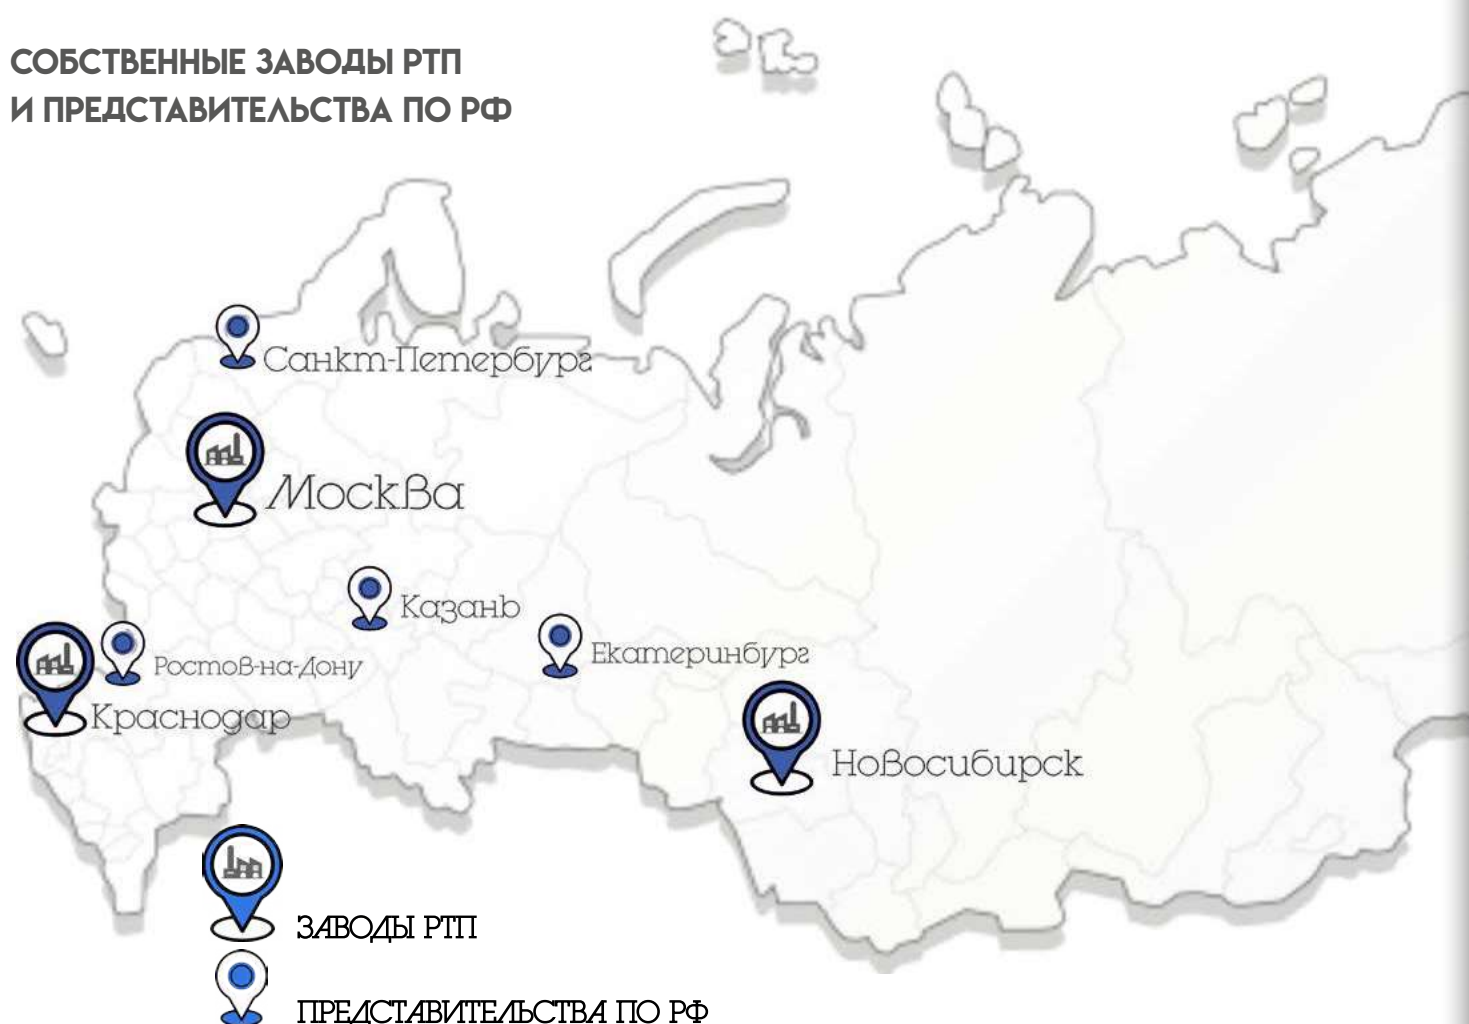 СОБСТВЕННЫЕ ЗАВОДЫ РТП
И ПРЕДСТАВИТЕЛЬСТВА ПО РФ
Санкт-Петербург
Москва
Казань
Екатеринбург
Ростов-на-Дону
Краснодар
Новосибирск
ЗАВОДЫ РТП
ПРЕДСТАВИТЕЛЬСТВА ПО РФ